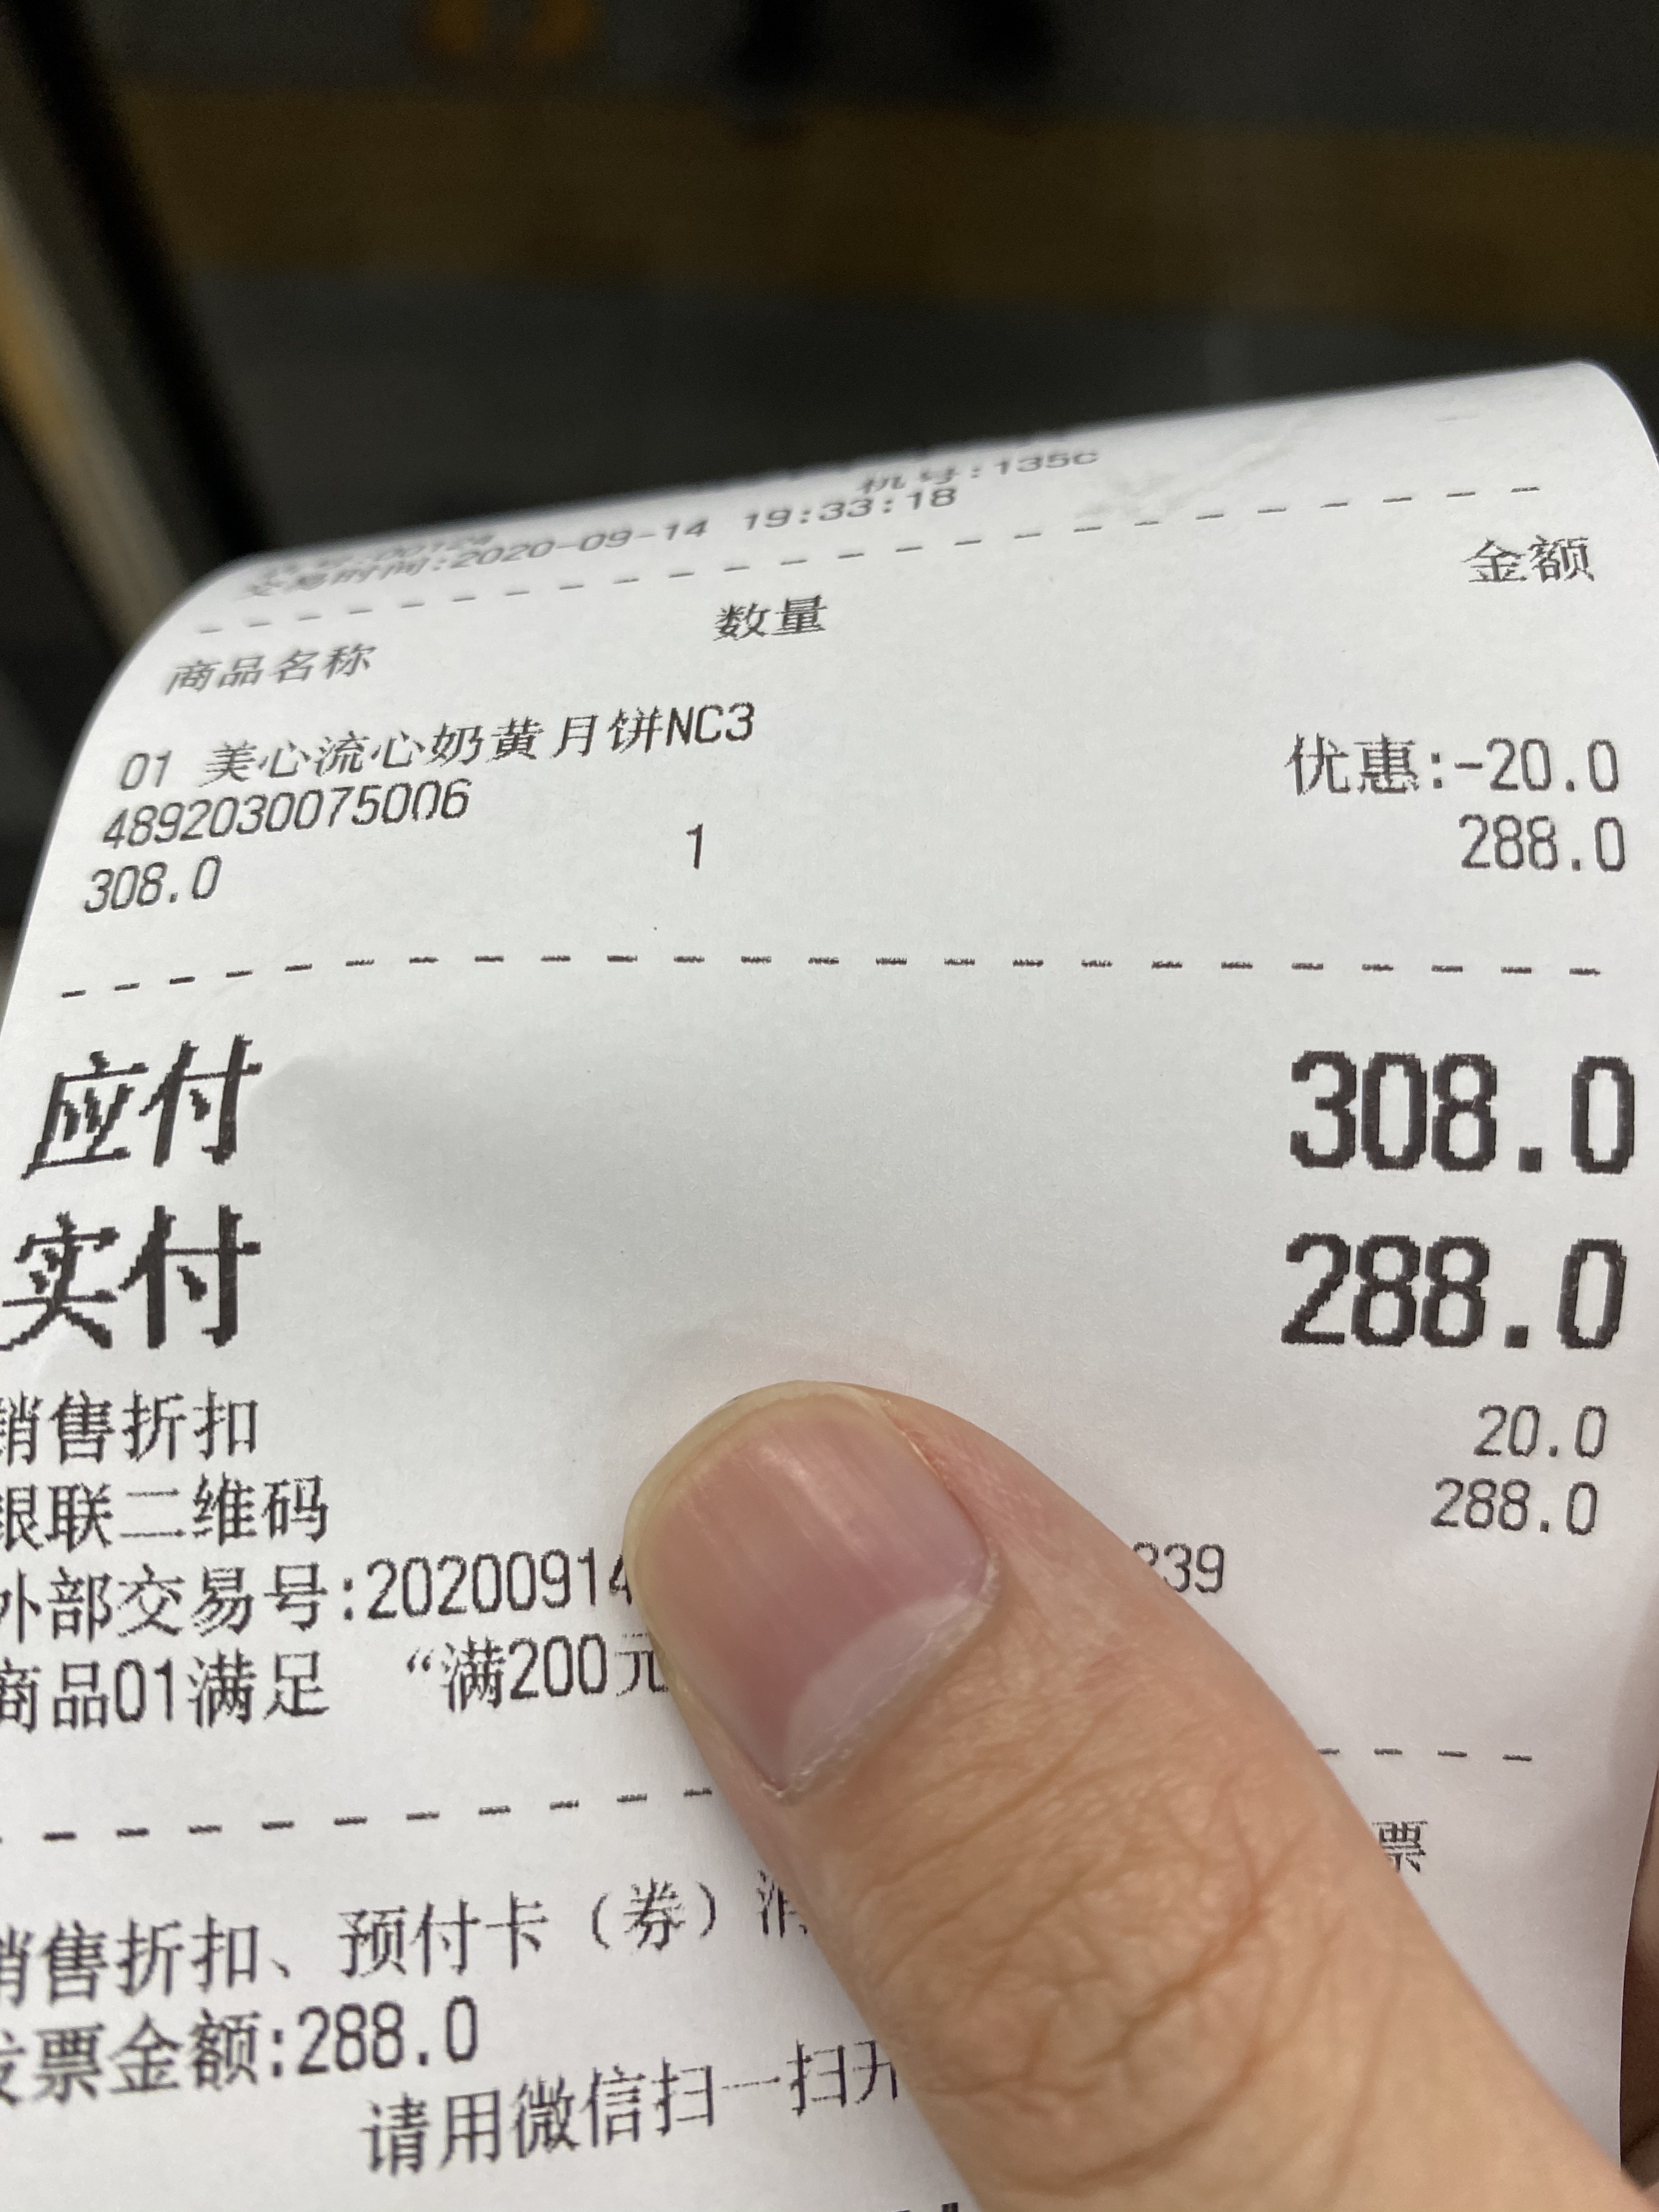 机号:135c
00124
交易时间:2020-09-14 19:33:18
商品名称 数量 金额
01 美心流心奶黄月饼NC3
4892030075006 优惠:-20.0
308.0 1 288.0
应付 308.0
实付 288.0
销售折扣 20.0
银联二维码 288.0
外部交易号:20200914 239
商品01满足 “满200元
票
销售折扣、预付卡（券）消
发票金额:288.0
请用微信扫一扫开